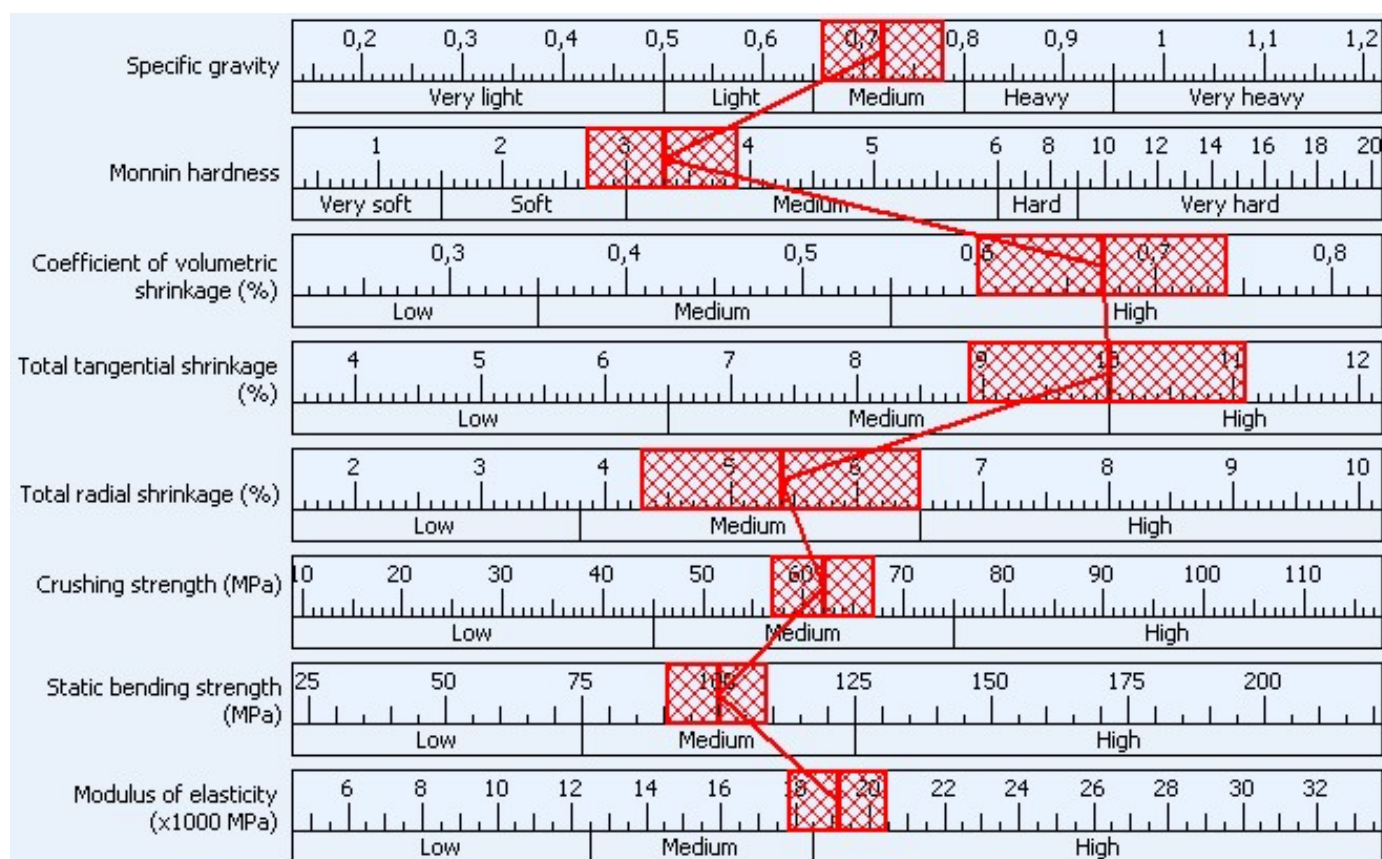 0,2 0,3 0,4 0,5 0,6 0,7 0,8 0,9 1 1,1 1,2
Specific gravity
Very light Light Medium Heavy Very heavy
1 2 3 4 5 6 8 10 12 14 16 18 20
Monnin hardness
Very soft Soft Medium Hard Very hard
0,3 0,4 0,5 0,6 0,7 0,8
Coefficient of volumetric
shrinkage (%)
Low Medium High
4 5 6 7 8 9 10 11 12
Total tangential shrinkage
(%)
Low Medium High
2 3 4 5 6 7 8 9 10
Total radial shrinkage (%)
Low Medium High
10 20 30 40 50 60 70 80 90 100 110
Crushing strength (MPa)
Low Medium High
25 50 75 100 125 150 175 200
Static bending strength
(MPa)
Low Medium High
6 8 10 12 14 16 18 20 22 24 26 28 30 32
Modulus of elasticity
(x1000 MPa)
Low Medium High